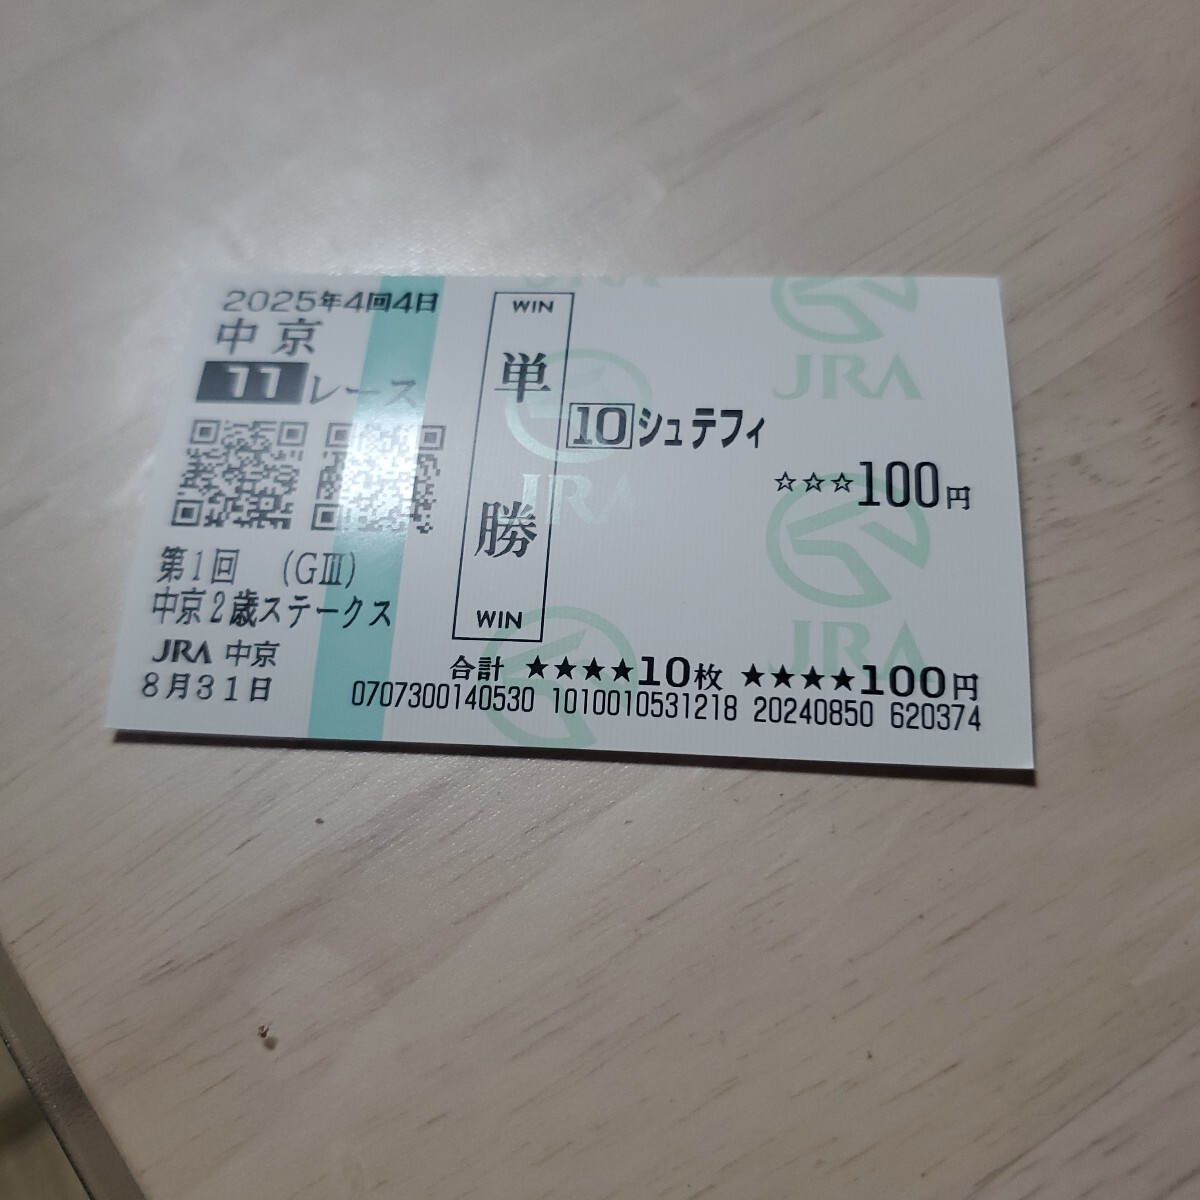 2025年4回4日
中京
11レース
第1回 (GⅢ)
中京2歳ステークス
JRA 中京
8月31日
WIN
単勝
WIN
10 シュテフィ
☆☆☆100円
合計 ★★★★10枚 ★★★★100円
0707300140530 1010010531218 20240850 620374
JRA
JRA
JRA
JRA